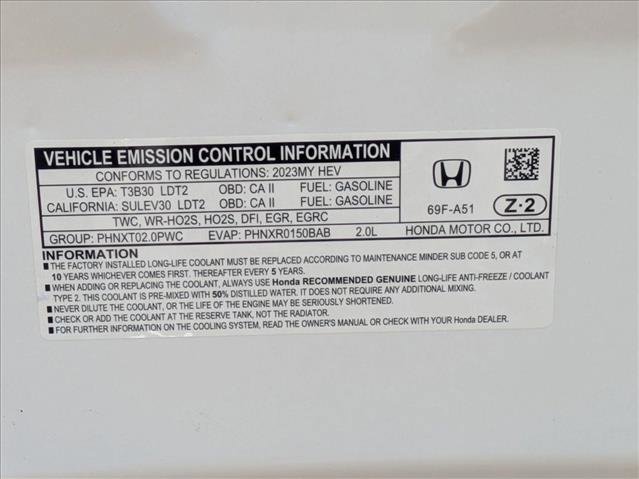 VEHICLE EMISSION CONTROL INFORMATION
CONFORMS TO REGULATIONS: 2023MY HEV
U.S. EPA: T3B30 LDT2 OBD: CA II FUEL: GASOLINE
CALIFORNIA: SULEV30 LDT2 OBD: CA II FUEL: GASOLINE
TWC, WR-HO2S, HO2S, DFI, EGR, EGRC
GROUP: PHNXT02.0PWC EVAP: PHNXR0150BAB 2.0L
69F-A51 Z-2
HONDA MOTOR CO., LTD.
INFORMATION
■ THE FACTORY INSTALLED LONG-LIFE COOLANT MUST BE REPLACED ACCORDING TO MAINTENANCE MINDER SUB CODE 5, OR AT
10 YEARS WHICHEVER COMES FIRST. THEREAFTER EVERY 5 YEARS.
■ WHEN ADDING OR REPLACING THE COOLANT, ALWAYS USE Honda RECOMMENDED GENUINE LONG-LIFE ANTI-FREEZE / COOLANT
TYPE 2. THIS COOLANT IS PRE-MIXED WITH 50% DISTILLED WATER. IT DOES NOT REQUIRE ANY ADDITIONAL MIXING.
■ NEVER DILUTE THE COOLANT, OR THE LIFE OF THE ENGINE MAY BE SERIOUSLY SHORTENED.
■ ADD THE COOLANT AT THE RESERVE TANK, NOT THE RADIATOR.
■ FOR FURTHER INFORMATION ON THE COOLING SYSTEM, READ THE OWNER'S MANUAL OR CHECK WITH YOUR Honda DEALER.